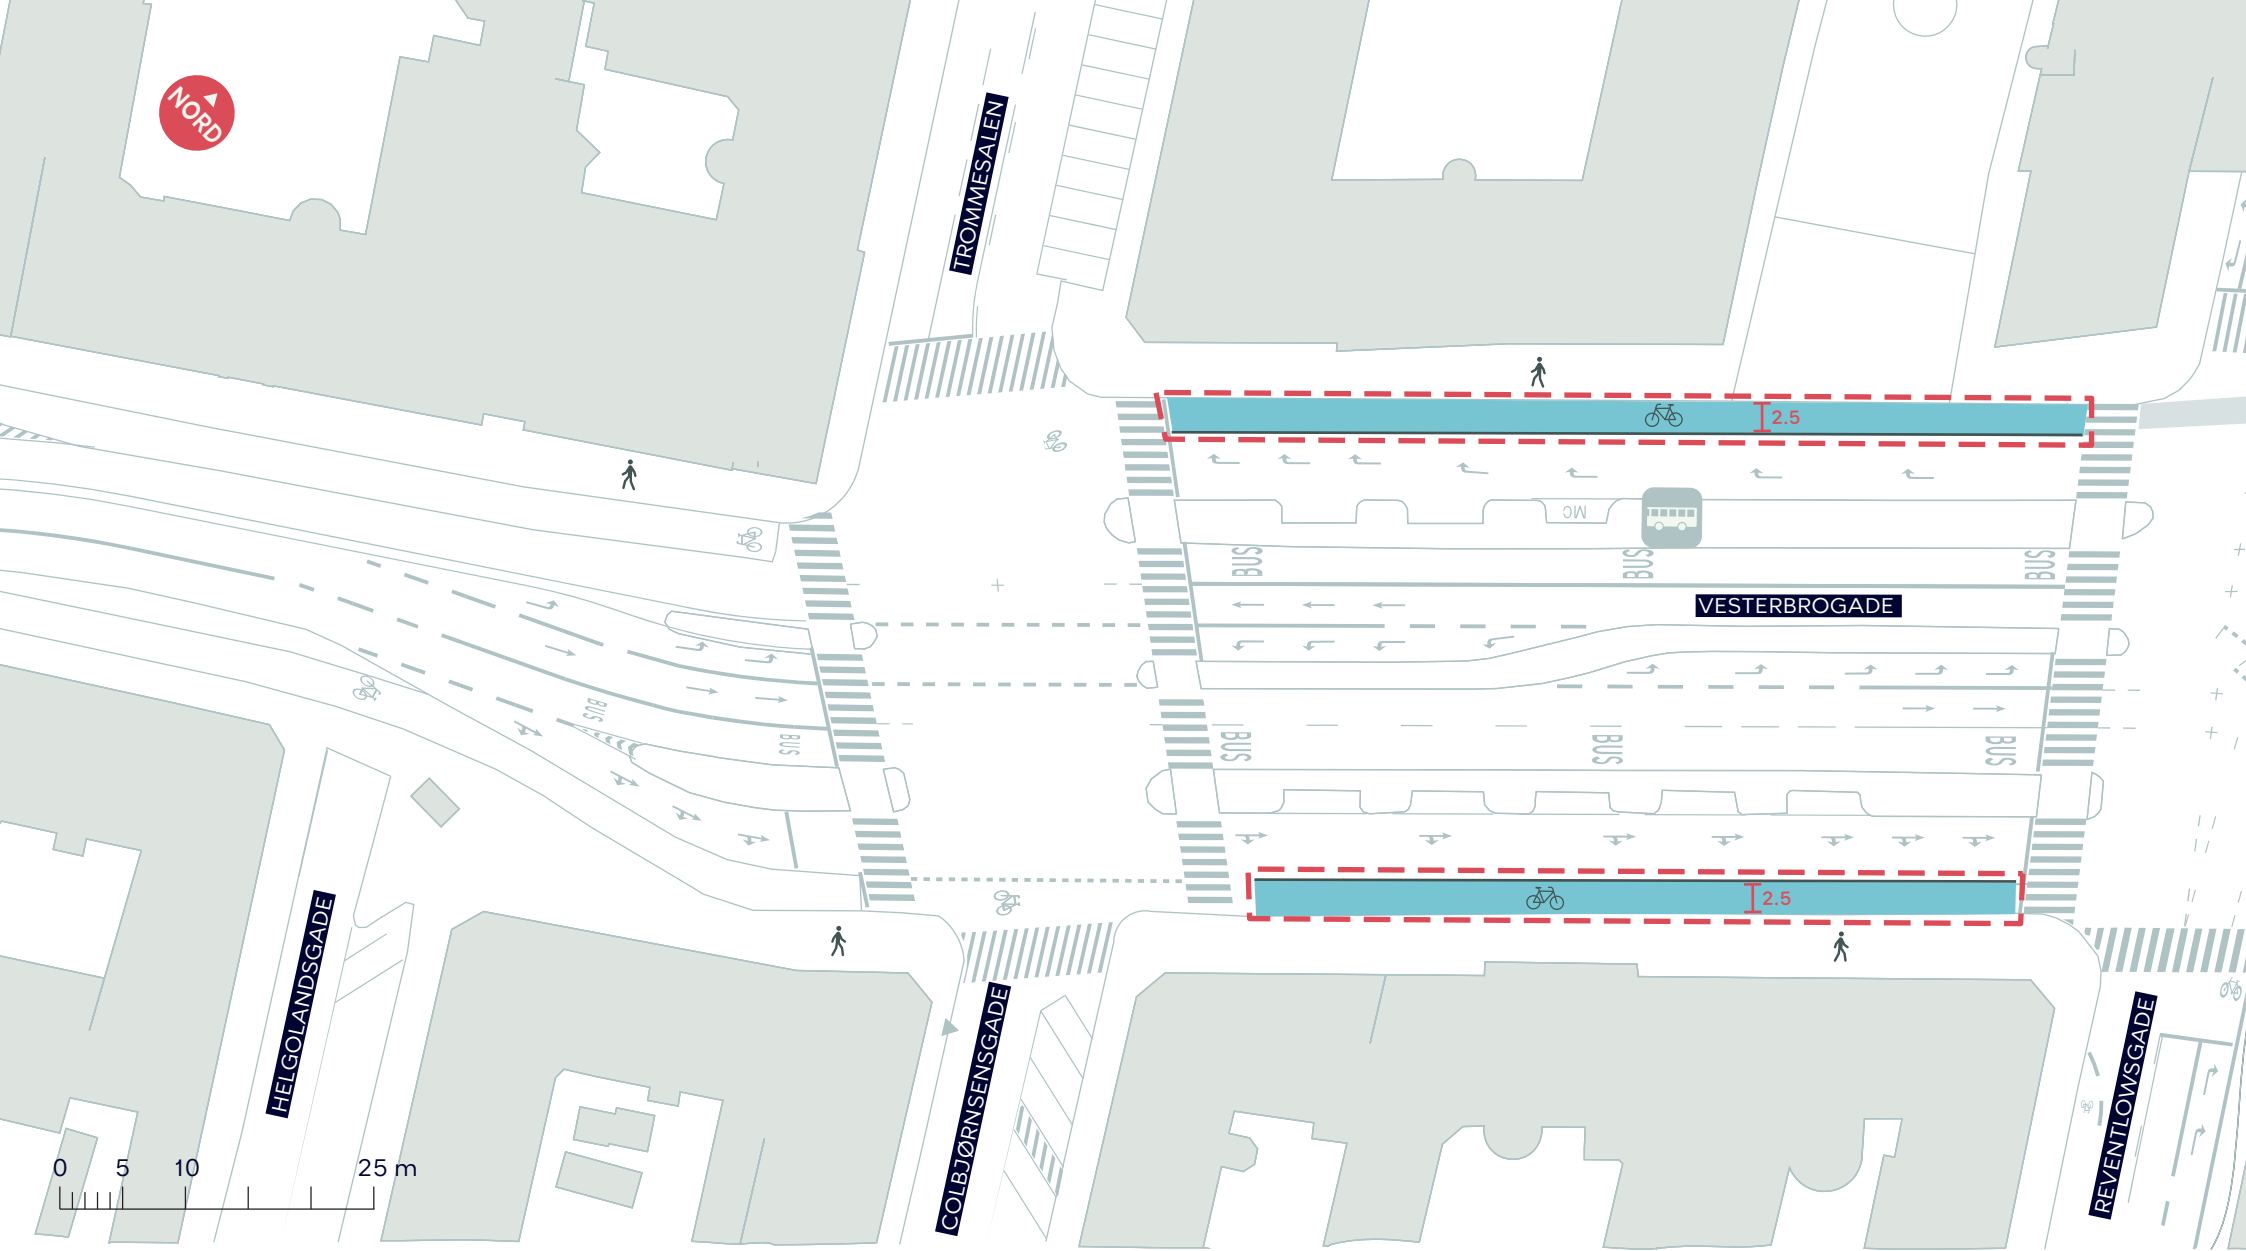 NORD
TROMMESALEN
2.5
MC
BUS
BUS
BUS
VESTERBROGADE
BUS
BUS
BUS
BUS
BUS
2.5
HELGOLANDSGADE
COLBJØRNSENSGADE
REVENTLOWSGADE
0 5 10 25 m